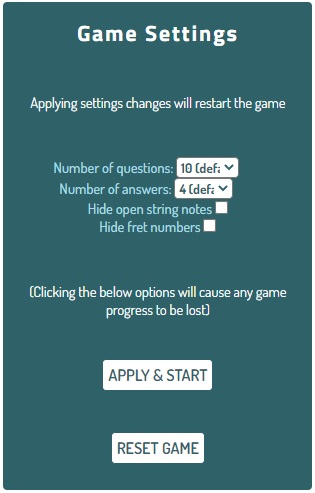 Game Settings
Applying settings changes will restart the game
Number of questions: 10 (defa
Number of answers: 4 (defa
Hide open string notes
Hide fret numbers
(Clicking the below options will cause any game
progress to be lost)
APPLY & START
RESET GAME